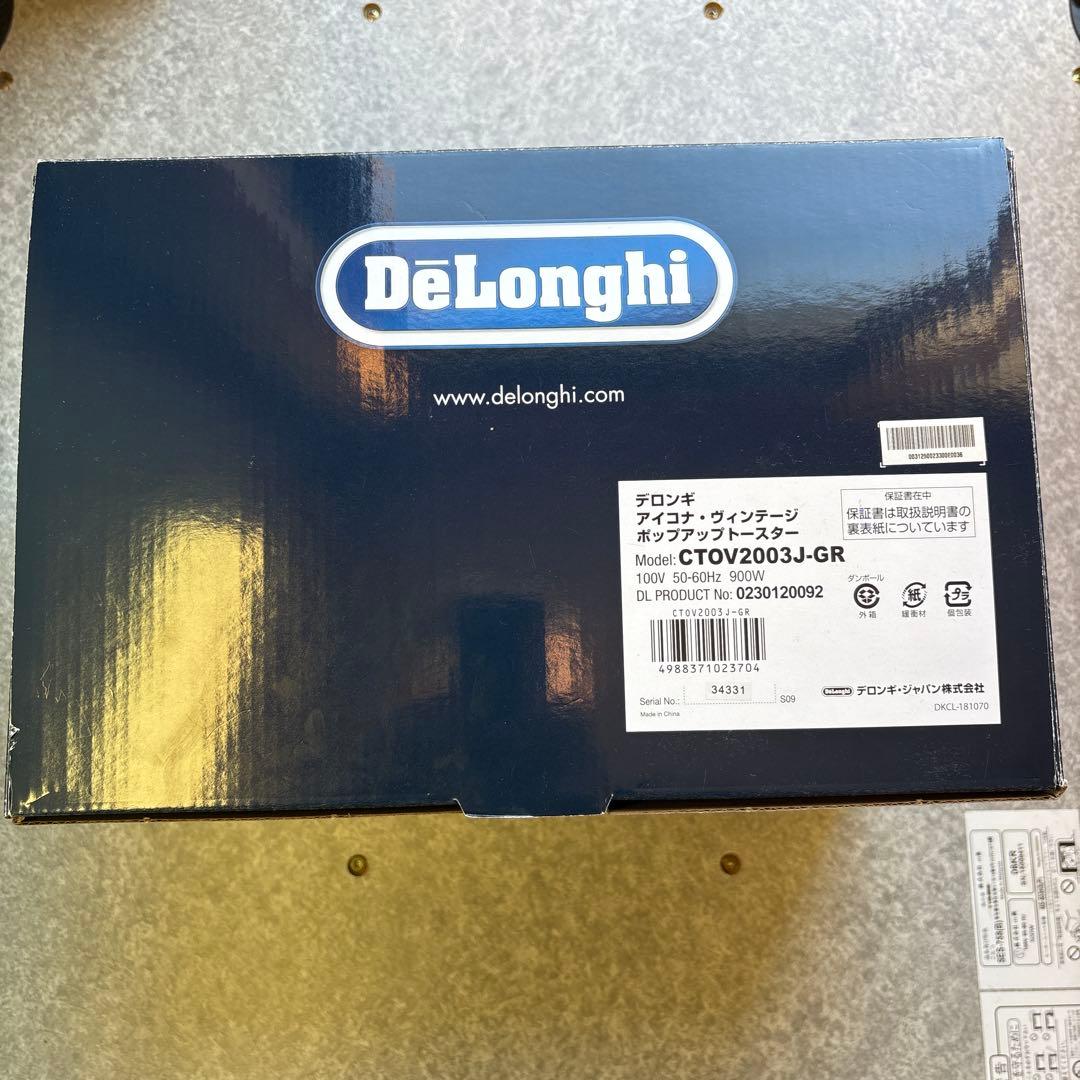 DēLonghi
www.delonghi.com
デロンギ
アイコナ・ヴィンテージ
ポップアップトースター
保証書在中
保証書は取扱説明書の
裏表紙についています
Model: CTOV2003J-GR
100V 50-60Hz 900W
DL PRODUCT No: 0230120092
ダンボール
外箱
紙
緩衝材
プラ
個包装
CTOV2003J-GR
4988371023704
Serial No.: 34331 S09
Made in China
DeLonghi デロンギ・ジャパン株式会社
DKCL-181070